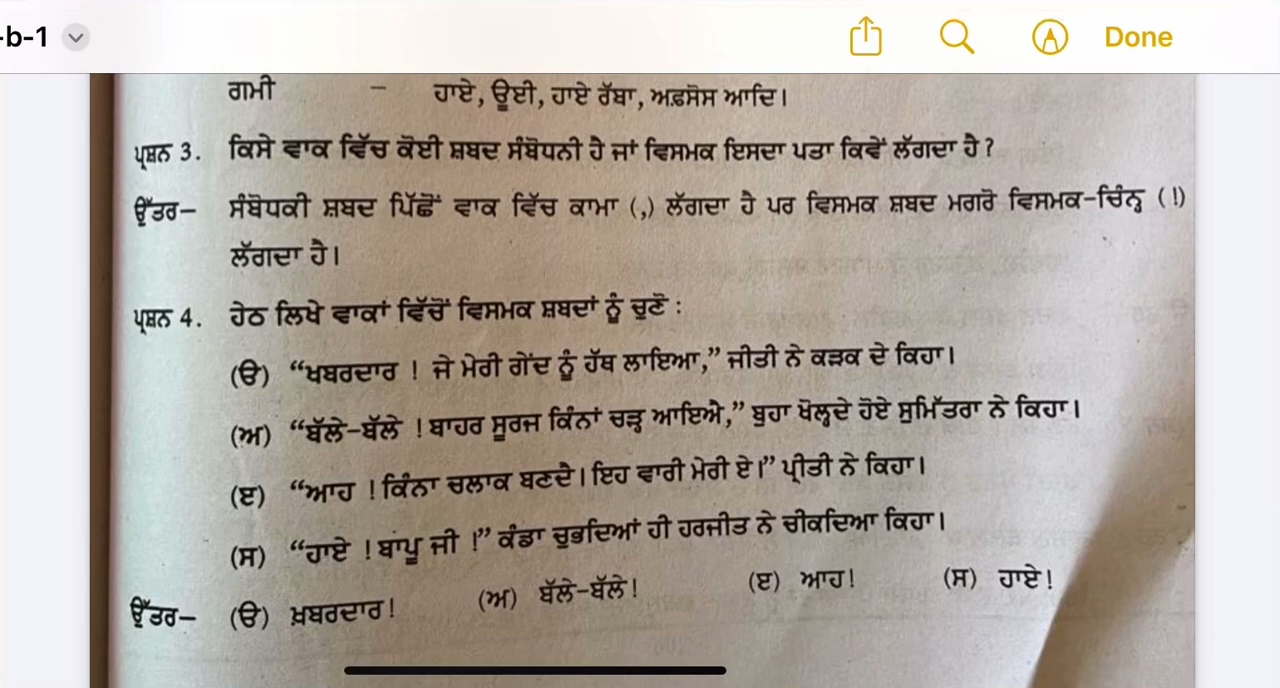 -b-1
Done
ਗਮੀ – ਹਾਏ, ਊਈ, ਹਾਏ ਰੱਬਾ, ਅਫ਼ਸੋਸ ਆਦਿ।
ਪ੍ਰਸ਼ਨ 3. ਕਿਸੇ ਵਾਕ ਵਿੱਚ ਕੋਈ ਸ਼ਬਦ ਸੰਬੋਧਨੀ ਹੈ ਜਾਂ ਵਿਸਮਕ ਇਸਦਾ ਪਤਾ ਕਿਵੇਂ ਲੱਗਦਾ ਹੈ?
ਉੱਤਰ– ਸੰਬੋਧਕੀ ਸ਼ਬਦ ਪਿੱਛੋਂ ਵਾਕ ਵਿੱਚ ਕਾਮਾ (,) ਲੱਗਦਾ ਹੈ ਪਰ ਵਿਸਮਕ ਸ਼ਬਦ ਮਗਰੋ ਵਿਸਮਕ-ਚਿੰਨ੍ਹ (!)
ਲੱਗਦਾ ਹੈ।
ਪ੍ਰਸ਼ਨ 4. ਹੇਠ ਲਿਖੇ ਵਾਕਾਂ ਵਿੱਚੋਂ ਵਿਸਮਕ ਸ਼ਬਦਾਂ ਨੂੰ ਚੁਣੋ :
(ੳ) “ਖਬਰਦਾਰ ! ਜੇ ਮੇਰੀ ਗੇਂਦ ਨੂੰ ਹੱਥ ਲਾਇਆ,” ਜੀਤੀ ਨੇ ਕੜਕ ਦੇ ਕਿਹਾ।
(ਅ) “ਬੱਲੇ-ਬੱਲੇ ! ਬਾਹਰ ਸੂਰਜ ਕਿੰਨਾਂ ਚੜ੍ਹ ਆਇਐ,” ਬੂਹਾ ਖੋਲ੍ਹਦੇ ਹੋਏ ਸੁਮਿੱਤਰਾ ਨੇ ਕਿਹਾ।
(ੲ) “ਆਹ ! ਕਿੰਨਾ ਚਲਾਕ ਬਣਦੈ। ਇਹ ਵਾਰੀ ਮੇਰੀ ਏ।” ਪ੍ਰੀਤੀ ਨੇ ਕਿਹਾ।
(ਸ) “ਹਾਏ ! ਬਾਪੂ ਜੀ !” ਕੰਡਾ ਚੁਭਦਿਆਂ ਹੀ ਹਰਜੀਤ ਨੇ ਚੀਕਦਿਆ ਕਿਹਾ।
ਉੱਤਰ– (ੳ) ਖ਼ਬਰਦਾਰ! (ਅ) ਬੱਲੇ-ਬੱਲੇ! (ੲ) ਆਹ! (ਸ) ਹਾਏ!